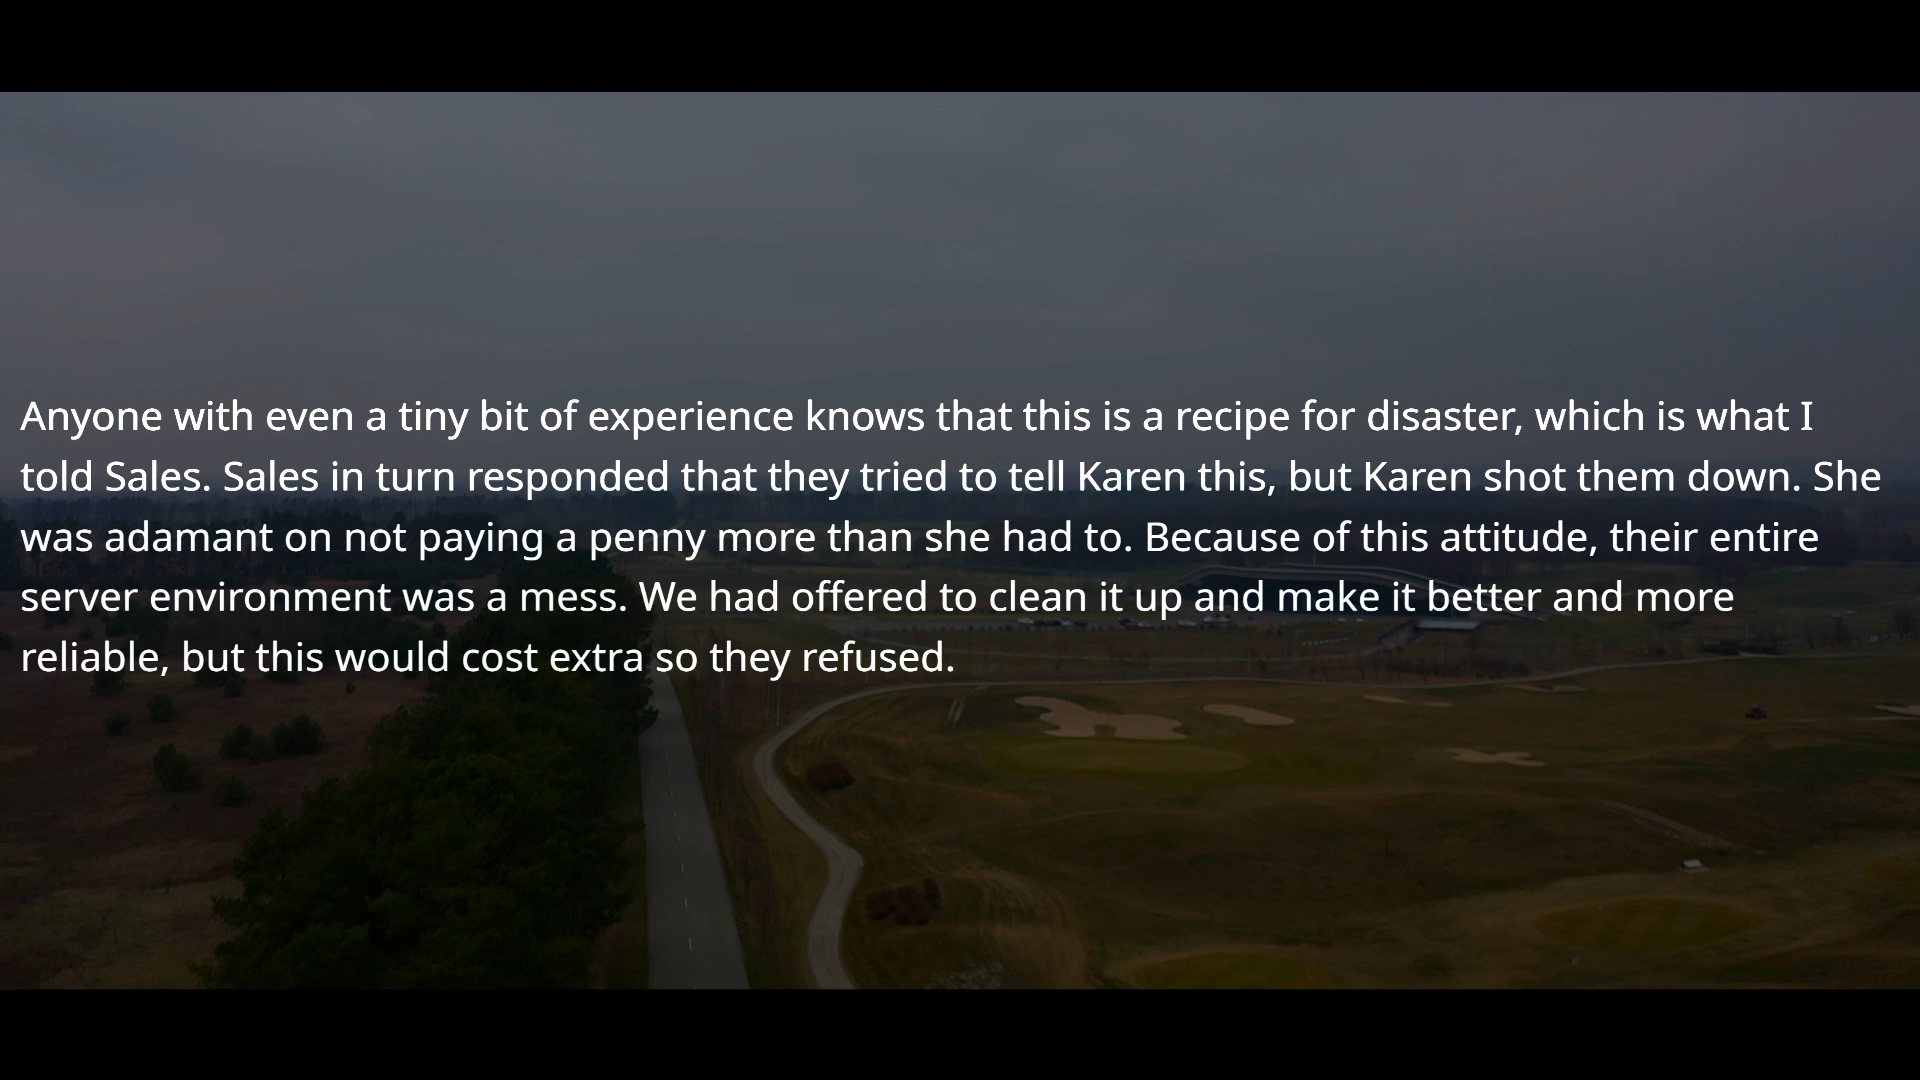 Anyone with even a tiny bit of experience knows that this is a recipe for disaster, which is what I
told Sales. Sales in turn responded that they tried to tell Karen this, but Karen shot them down. She
was adamant on not paying a penny more than she had to. Because of this attitude, their entire
server environment was a mess. We had offered to clean it up and make it better and more
reliable, but this would cost extra so they refused.